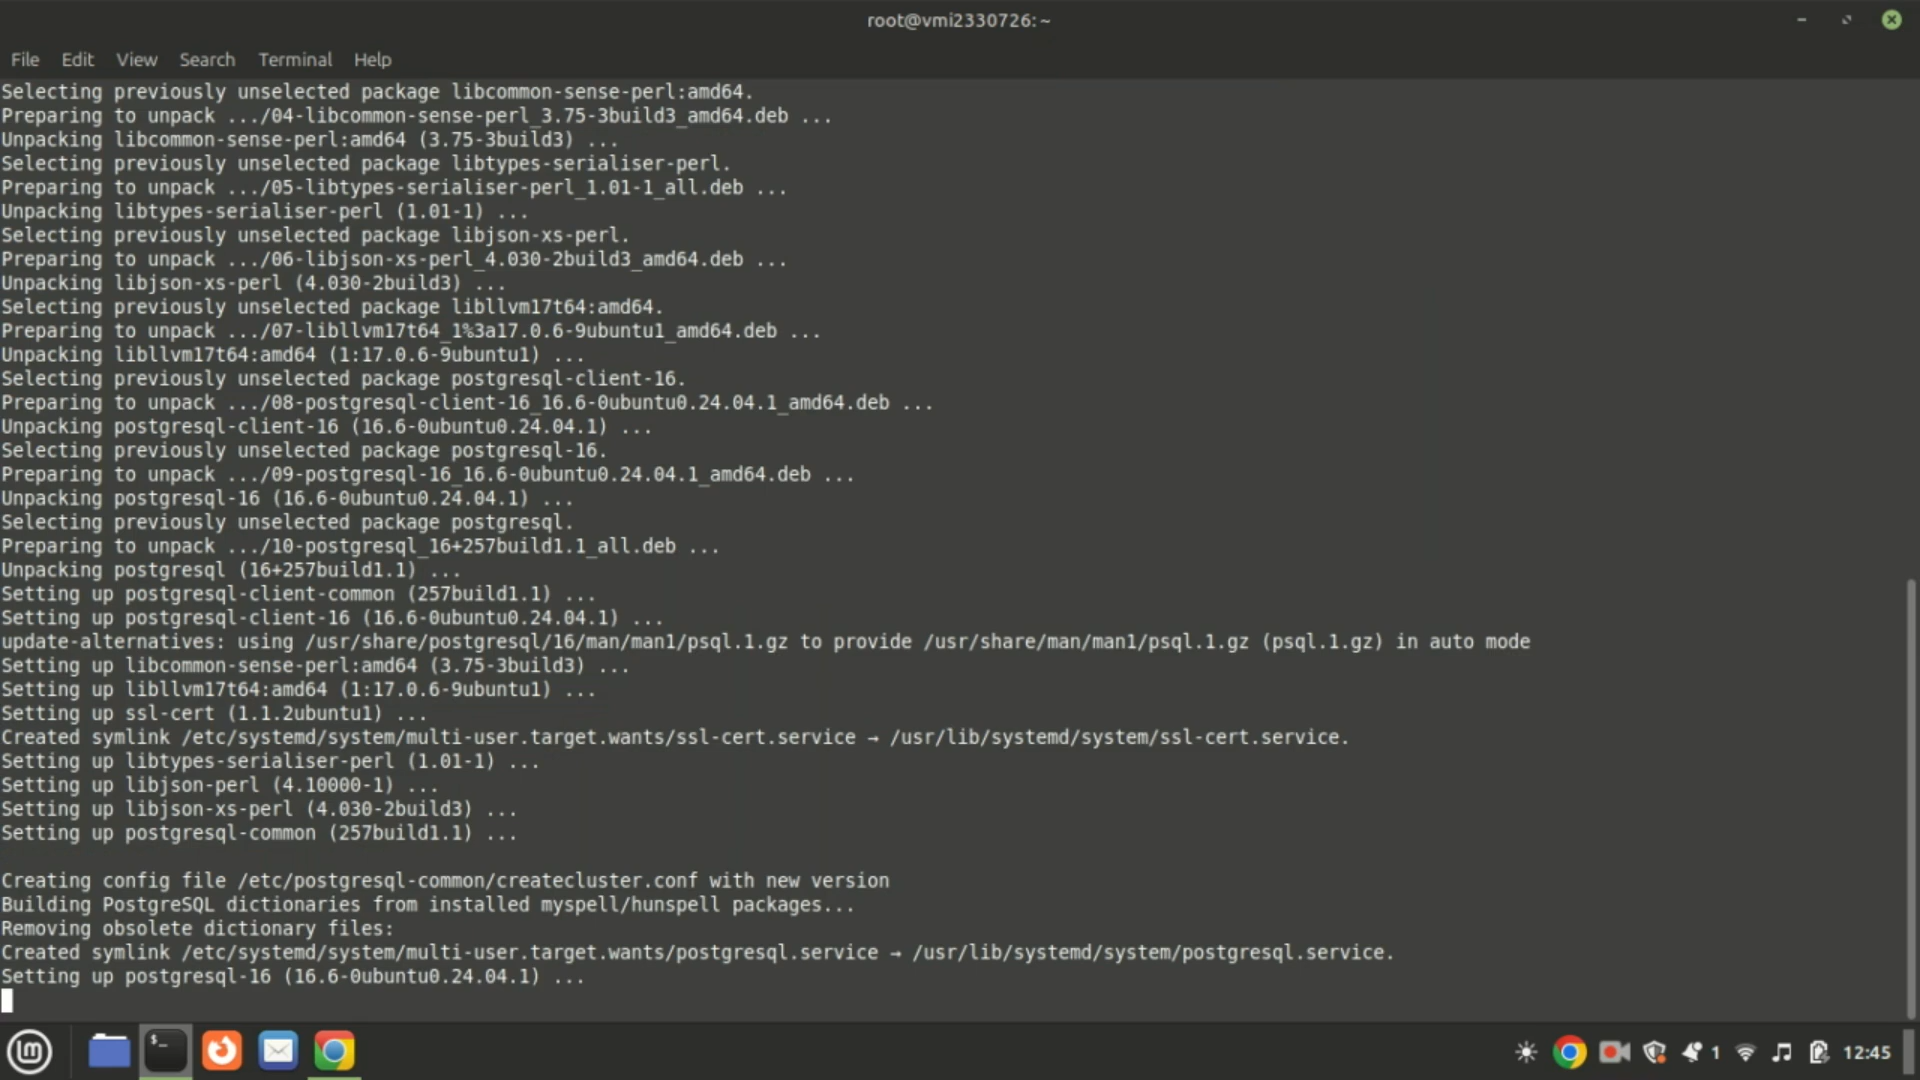 root@vmi2330726: ~
File Edit View Search Terminal Help
Selecting previously unselected package libcommon-sense-perl:amd64.
Preparing to unpack .../04-libcommon-sense-perl_3.75-3build3_amd64.deb ...
Unpacking libcommon-sense-perl:amd64 (3.75-3build3) ...
Selecting previously unselected package libtypes-serialiser-perl.
Preparing to unpack .../05-libtypes-serialiser-perl_1.01-1_all.deb ...
Unpacking libtypes-serialiser-perl (1.01-1) ...
Selecting previously unselected package libjson-xs-perl.
Preparing to unpack .../06-libjson-xs-perl_4.030-2build3_amd64.deb ...
Unpacking libjson-xs-perl (4.030-2build3) ...
Selecting previously unselected package libllvm17t64:amd64.
Preparing to unpack .../07-libllvm17t64_1%3a17.0.6-9ubuntu1_amd64.deb ...
Unpacking libllvm17t64:amd64 (1:17.0.6-9ubuntu1) ...
Selecting previously unselected package postgresql-client-16.
Preparing to unpack .../08-postgresql-client-16_16.6-0ubuntu0.24.04.1_amd64.deb ...
Unpacking postgresql-client-16 (16.6-0ubuntu0.24.04.1) ...
Selecting previously unselected package postgresql-16.
Preparing to unpack .../09-postgresql-16_16.6-0ubuntu0.24.04.1_amd64.deb ...
Unpacking postgresql-16 (16.6-0ubuntu0.24.04.1) ...
Selecting previously unselected package postgresql.
Preparing to unpack .../10-postgresql_16+257build1.1_all.deb ...
Unpacking postgresql (16+257build1.1) ...
Setting up postgresql-client-common (257build1.1) ...
Setting up postgresql-client-16 (16.6-0ubuntu0.24.04.1) ...
update-alternatives: using /usr/share/postgresql/16/man/man1/psql.1.gz to provide /usr/share/man/man1/psql.1.gz (psql.1.gz) in auto mode
Setting up libcommon-sense-perl:amd64 (3.75-3build3) ...
Setting up libllvm17t64:amd64 (1:17.0.6-9ubuntu1) ...
Setting up ssl-cert (1.1.2ubuntu1) ...
Created symlink /etc/systemd/system/multi-user.target.wants/ssl-cert.service → /usr/lib/systemd/system/ssl-cert.service.
Setting up libtypes-serialiser-perl (1.01-1) ...
Setting up libjson-perl (4.10000-1) ...
Setting up libjson-xs-perl (4.030-2build3) ...
Setting up postgresql-common (257build1.1) ...
Creating config file /etc/postgresql-common/createcluster.conf with new version
Building PostgreSQL dictionaries from installed myspell/hunspell packages...
Removing obsolete dictionary files:
Created symlink /etc/systemd/system/multi-user.target.wants/postgresql.service → /usr/lib/systemd/system/postgresql.service.
Setting up postgresql-16 (16.6-0ubuntu0.24.04.1) ...
1 12:45